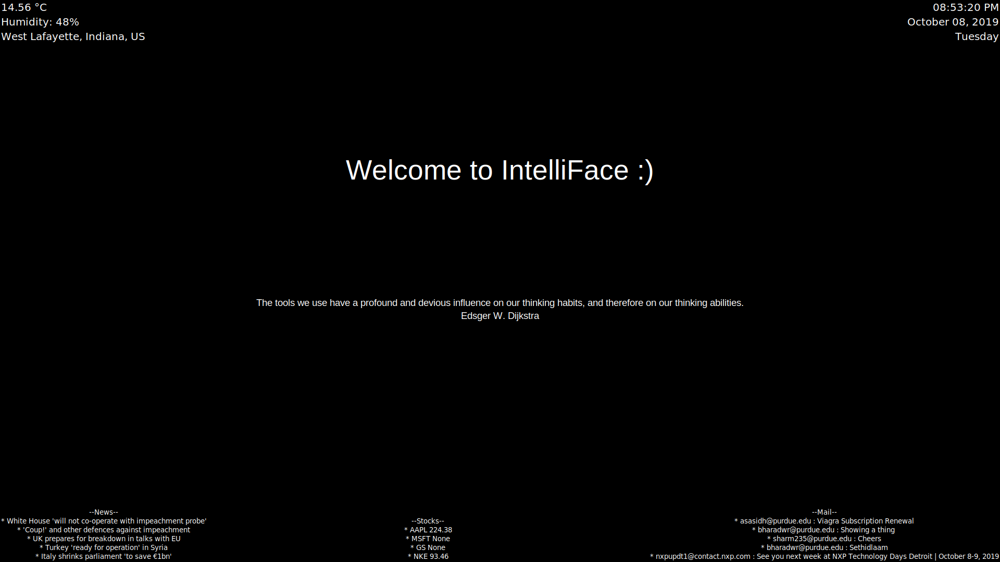 14.56 °C
Humidity: 48%
West Lafayette, Indiana, US
08:53:20 PM
October 08, 2019
Tuesday
Welcome to IntelliFace :)
The tools we use have a profound and devious influence on our thinking habits, and therefore on our thinking abilities.
Edsger W. Dijkstra
--News--
* White House 'will not co-operate with impeachment probe'
* 'Coup!' and other defences against impeachment
* UK prepares for breakdown in talks with EU
* Turkey 'ready for operation' in Syria
* Italy shrinks parliament 'to save €1bn'
--Stocks--
* AAPL 224.38
* MSFT None
* GS None
* NKE 93.46
--Mail--
* asasidh@purdue.edu : Viagra Subscription Renewal
* bharadwr@purdue.edu : Showing a thing
* sharm235@purdue.edu : Cheers
* bharadwr@purdue.edu : Sethidlaam
* nxpupdt1@contact.nxp.com : See you next week at NXP Technology Days Detroit | October 8-9, 2019